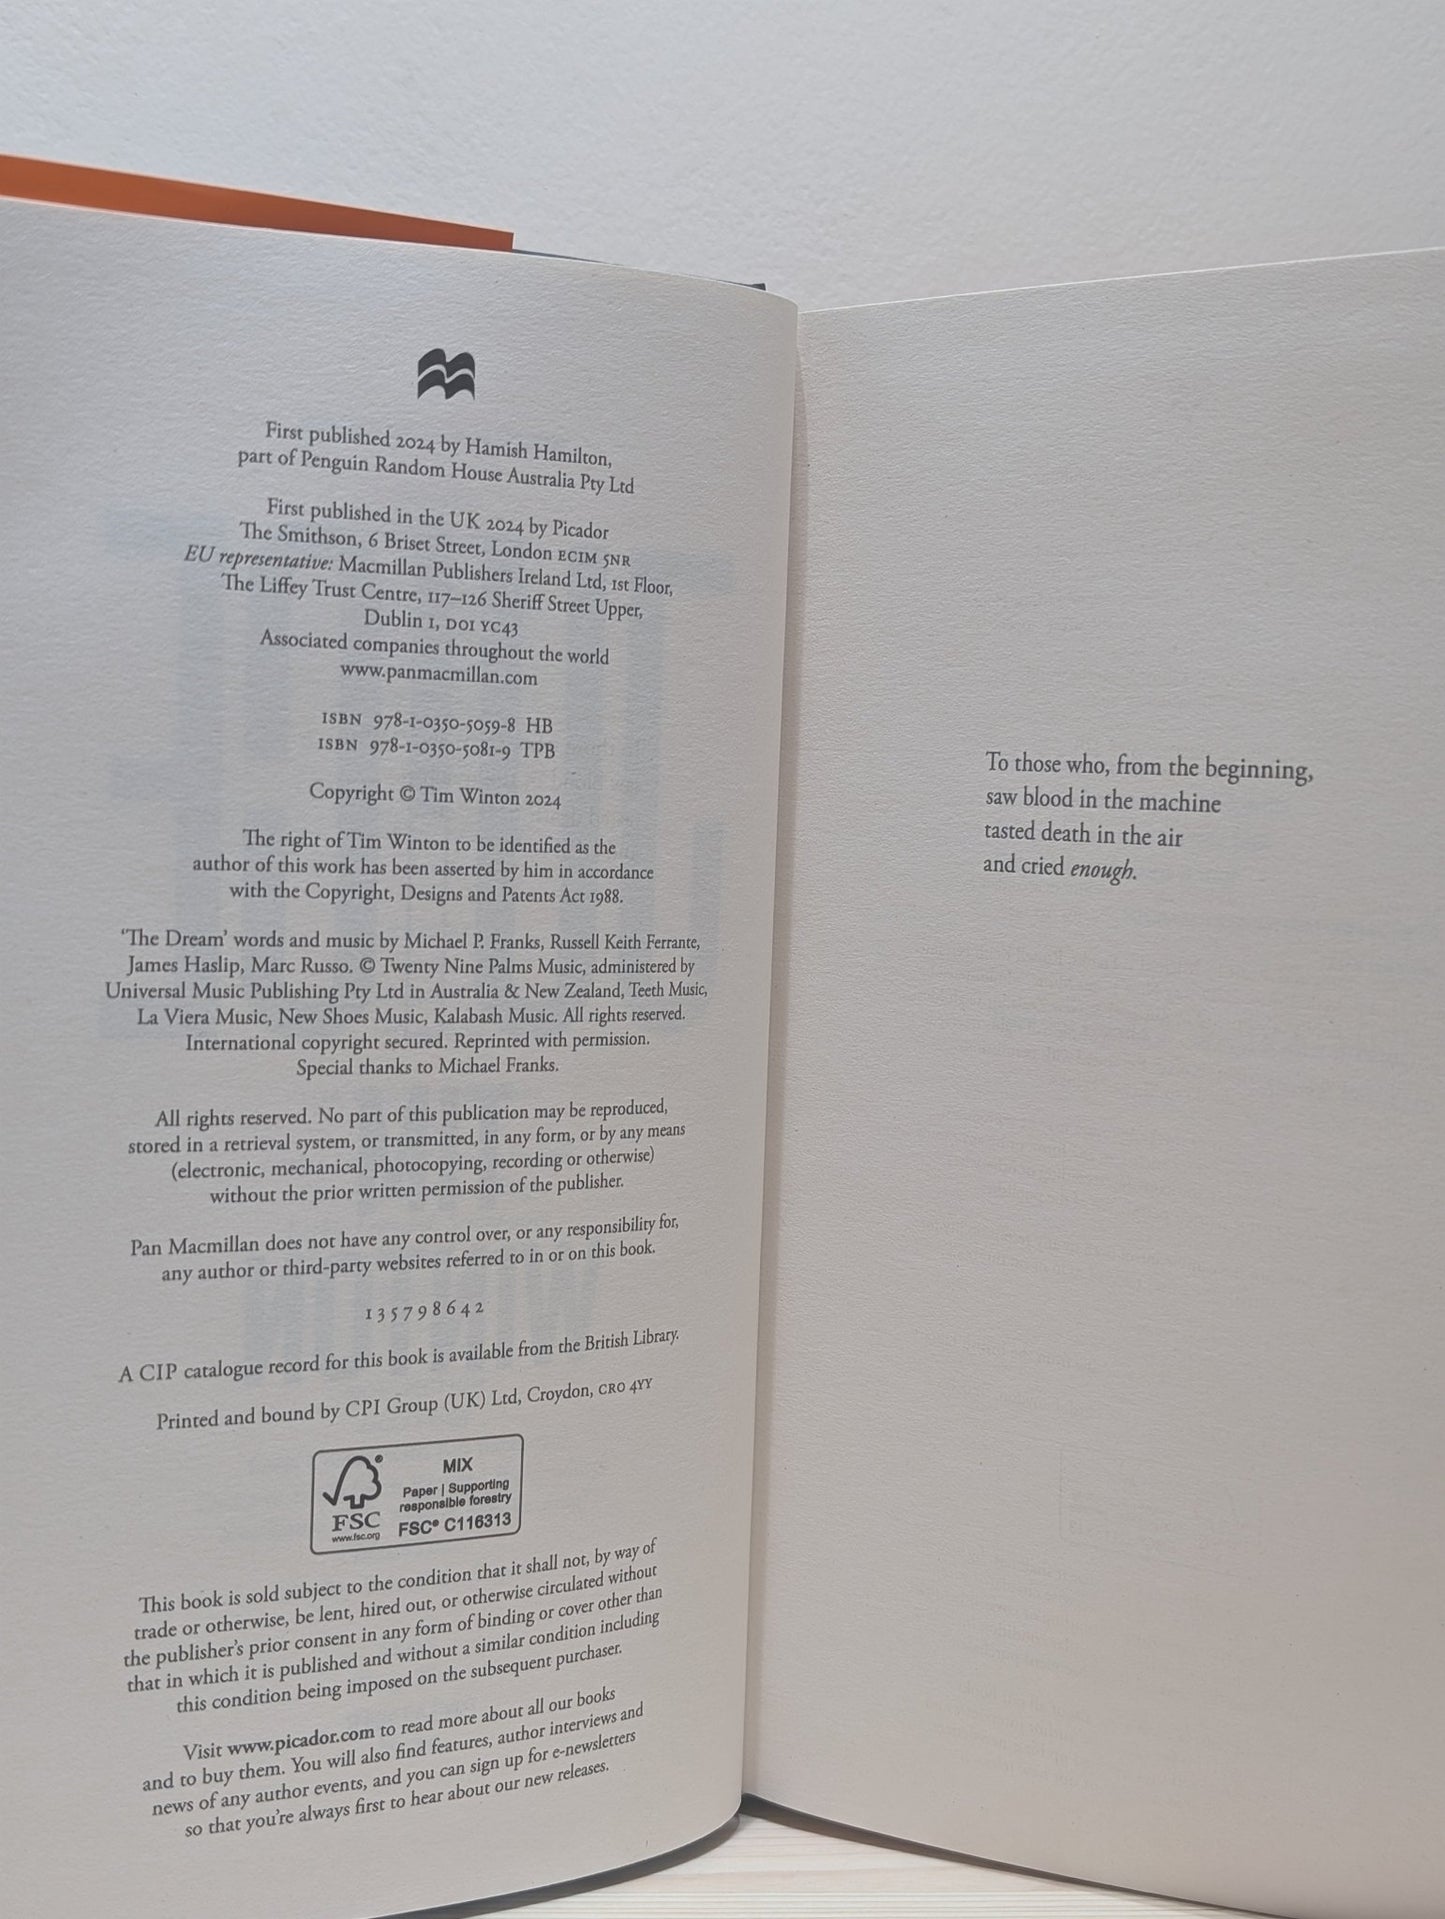 First published 2024 by Hamish Hamilton,
part of Penguin Random House Australia Pty Ltd
First published in the UK 2024 by Picador
The Smithson, 6 Briset Street, London EC1M 5NR
EU representative: Macmillan Publishers Ireland Ltd, 1st Floor,
The Liffey Trust Centre, 117–126 Sheriff Street Upper,
Dublin 1, D01 YC43
Associated companies throughout the world
www.panmacmillan.com
ISBN 978-1-0350-5059-8 HB
ISBN 978-1-0350-5081-9 TPB
Copyright © Tim Winton 2024
The right of Tim Winton to be identified as the
author of this work has been asserted by him in accordance
with the Copyright, Designs and Patents Act 1988.
‘The Dream’ words and music by Michael P. Franks, Russell Keith Ferrante,
James Haslip, Marc Russo. © Twenty Nine Palms Music, administered by
Universal Music Publishing Pty Ltd in Australia & New Zealand, Teeth Music,
La Viera Music, New Shoes Music, Kalabash Music. All rights reserved.
International copyright secured. Reprinted with permission.
Special thanks to Michael Franks.
All rights reserved. No part of this publication may be reproduced,
stored in a retrieval system, or transmitted, in any form, or by any means
(electronic, mechanical, photocopying, recording or otherwise)
without the prior written permission of the publisher.
Pan Macmillan does not have any control over, or any responsibility for,
any author or third-party websites referred to in or on this book.
1 3 5 7 9 8 6 4 2
A CIP catalogue record for this book is available from the British Library.
Printed and bound by CPI Group (UK) Ltd, Croydon, CR0 4YY
MIX
Paper | Supporting
responsible forestry
FSC® C116313
FSC
www.fsc.org
This book is sold subject to the condition that it shall not, by way of
trade or otherwise, be lent, hired out, or otherwise circulated without
the publisher’s prior consent in any form of binding or cover other than
that in which it is published and without a similar condition including
this condition being imposed on the subsequent purchaser.
Visit www.picador.com to read more about all our books
and to buy them. You will also find features, author interviews and
news of any author events, and you can sign up for e-newsletters
so that you’re always first to hear about our new releases.
To those who, from the beginning,
saw blood in the machine
tasted death in the air
and cried enough.